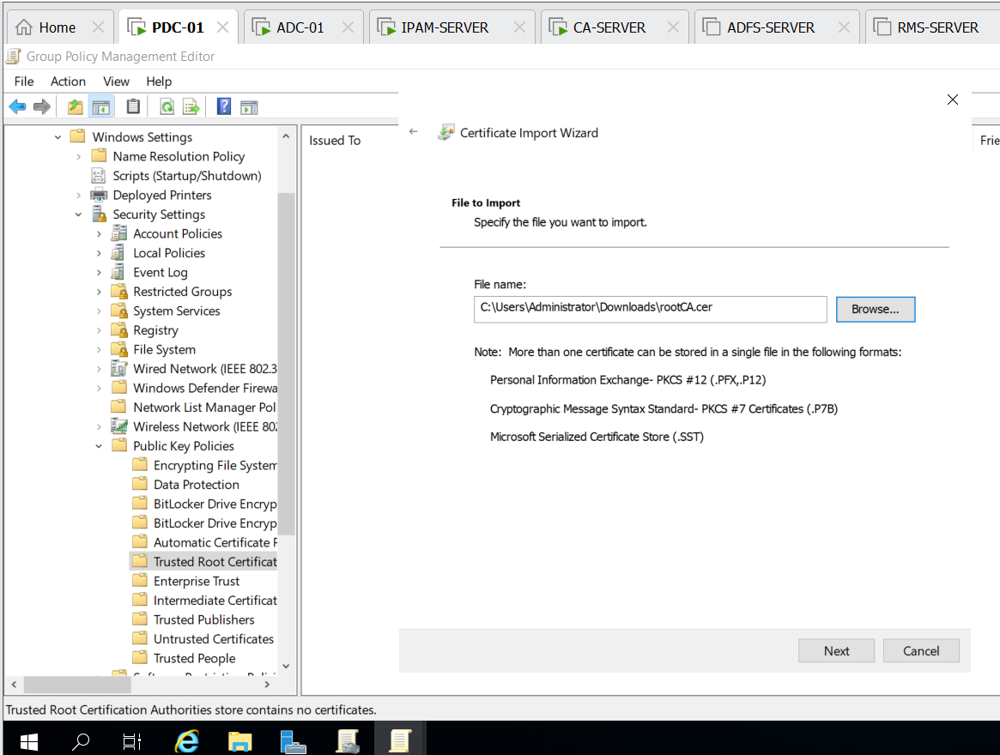 Home
PDC-01
ADC-01
IPAM-SERVER
CA-SERVER
ADFS-SERVER
RMS-SERVER
Group Policy Management Editor
File Action View Help
Windows Settings
Name Resolution Policy
Scripts (Startup/Shutdown)
Deployed Printers
Security Settings
Account Policies
Local Policies
Event Log
Restricted Groups
System Services
Registry
File System
Wired Network (IEEE 802.3
Windows Defender Firewa
Network List Manager Pol
Wireless Network (IEEE 802
Public Key Policies
Encrypting File System
Data Protection
BitLocker Drive Encryp
BitLocker Drive Encryp
Automatic Certificate R
Trusted Root Certificat
Enterprise Trust
Intermediate Certificat
Trusted Publishers
Untrusted Certificates
Trusted People
Issued To
Frie
Certificate Import Wizard
File to Import
Specify the file you want to import.
File name:
C:\Users\Administrator\Downloads\rootCA.cer
Browse...
Note: More than one certificate can be stored in a single file in the following formats:
Personal Information Exchange- PKCS #12 (.PFX,.P12)
Cryptographic Message Syntax Standard- PKCS #7 Certificates (.P7B)
Microsoft Serialized Certificate Store (.SST)
Next
Cancel
Trusted Root Certification Authorities store contains no certificates.